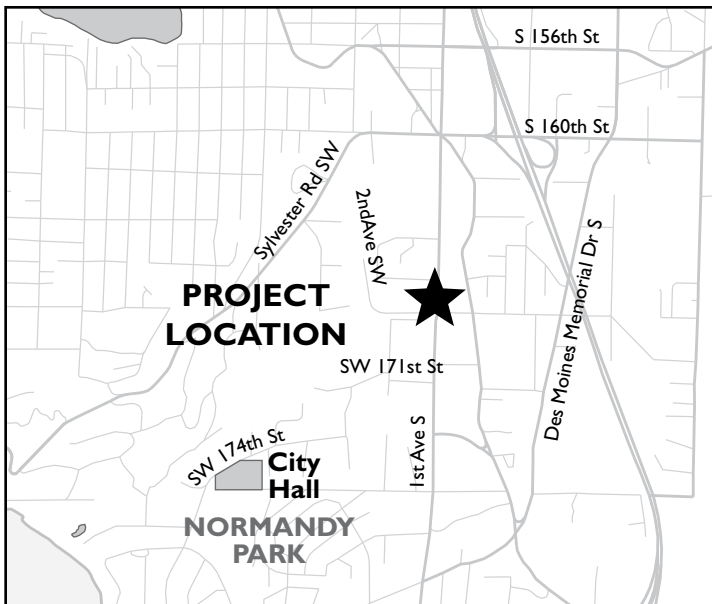 S 156th St
S 160th St
Sylvester Rd SW
2ndAve SW
Des Moines Memorial Dr S
PROJECT
LOCATION
SW 171st St
1st Ave S
SW 174th St
City
Hall
NORMANDY
PARK